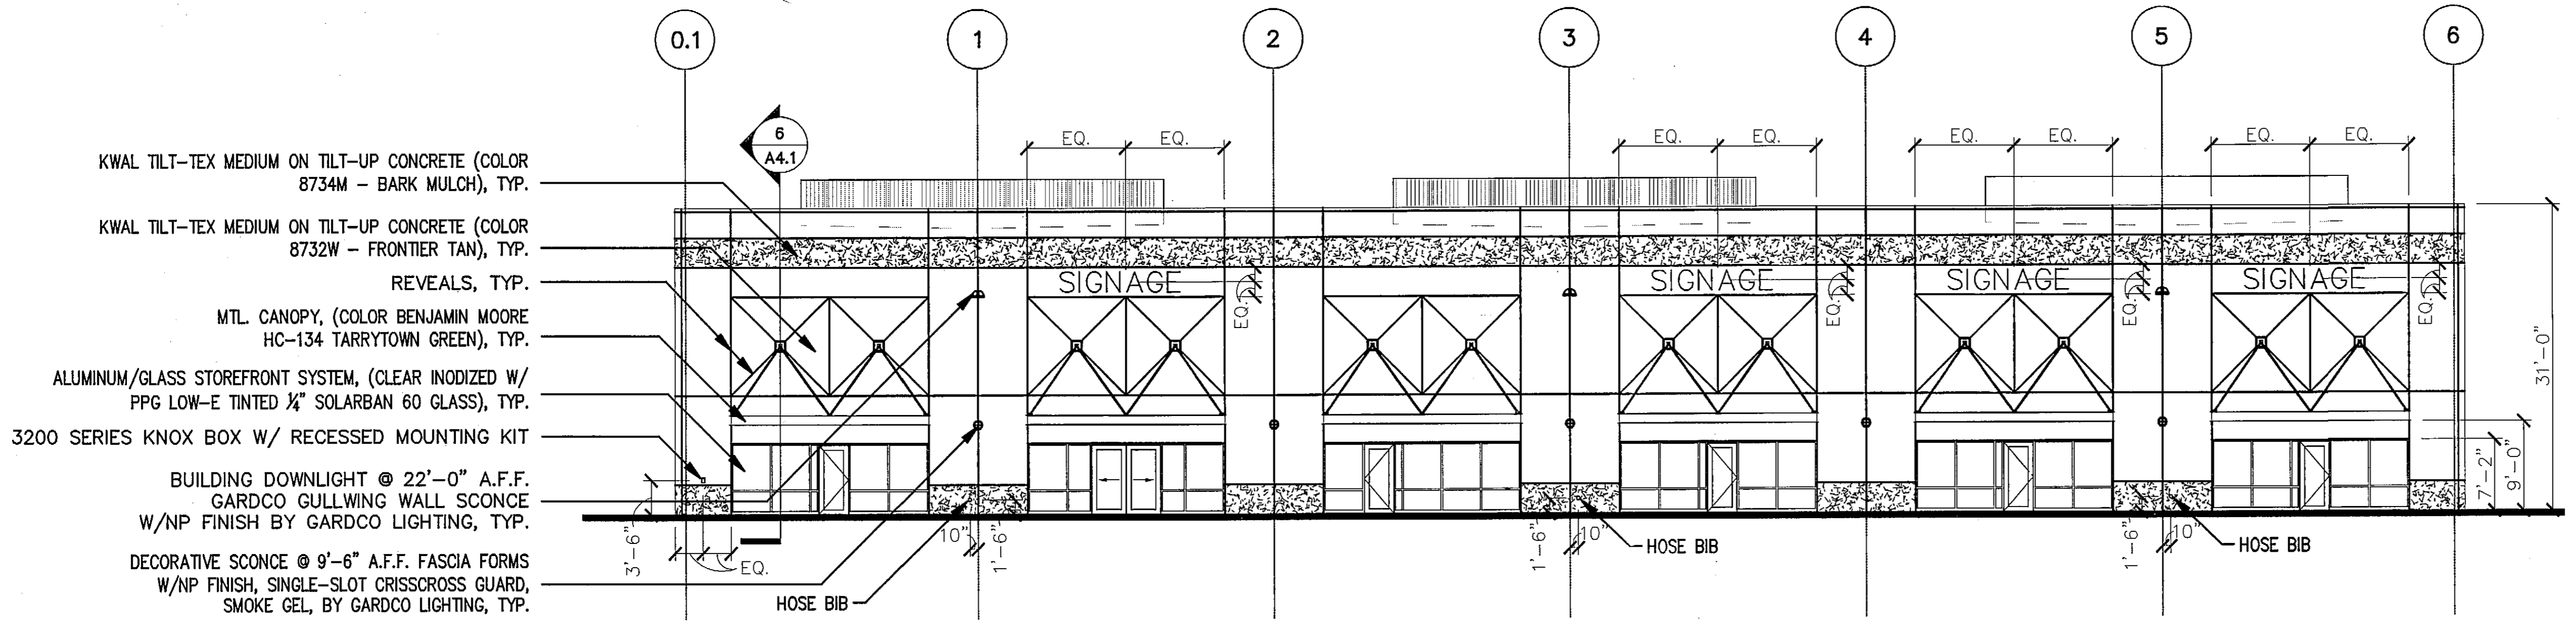 0.1
1
2
3
4
5
6
6
A4.1
EQ. EQ.
EQ. EQ.
EQ. EQ.
EQ. EQ.
KWAL TILT-TEX MEDIUM ON TILT-UP CONCRETE (COLOR
8734M - BARK MULCH), TYP.
KWAL TILT-TEX MEDIUM ON TILT-UP CONCRETE (COLOR
8732W - FRONTIER TAN), TYP.
REVEALS, TYP.
MTL. CANOPY, (COLOR BENJAMIN MOORE
HC-134 TARRYTOWN GREEN), TYP.
ALUMINUM/GLASS STOREFRONT SYSTEM, (CLEAR INODIZED W/
PPG LOW-E TINTED ¼" SOLARBAN 60 GLASS), TYP.
3200 SERIES KNOX BOX W/ RECESSED MOUNTING KIT
BUILDING DOWNLIGHT @ 22'-0" A.F.F.
GARDCO GULLWING WALL SCONCE
W/NP FINISH BY GARDCO LIGHTING, TYP.
DECORATIVE SCONCE @ 9'-6" A.F.F. FASCIA FORMS
W/NP FINISH, SINGLE-SLOT CRISSCROSS GUARD,
SMOKE GEL, BY GARDCO LIGHTING, TYP.
SIGNAGE
SIGNAGE
SIGNAGE
SIGNAGE
EQ.
EQ.
EQ.
EQ.
31'-0"
9'-0"
7'-2"
3'-6"
EQ.
10"
1'-6"
HOSE BIB
1'-6"
10"
HOSE BIB
1'-6"
10"
HOSE BIB